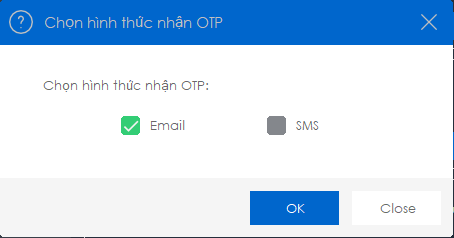 Chọn hình thức nhận OTP
Chọn hình thức nhận OTP:
Email SMS
OK Close